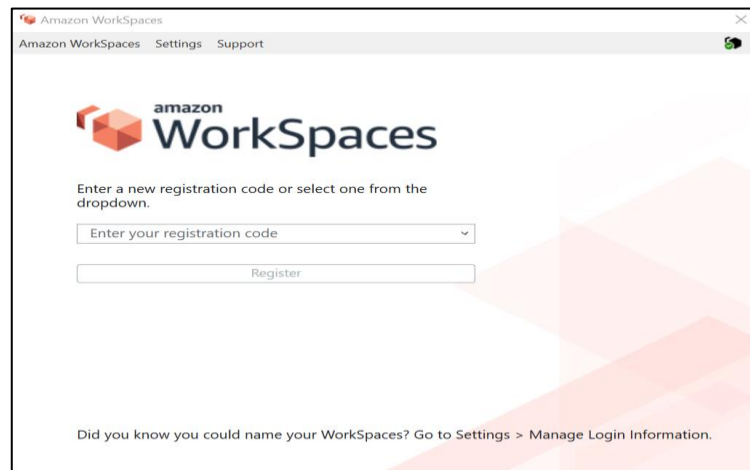 Amazon WorkSpaces
Amazon WorkSpaces Settings Support
amazon
WorkSpaces
Enter a new registration code or select one from the
dropdown.
Enter your registration code
Register
Did you know you could name your WorkSpaces? Go to Settings > Manage Login Information.